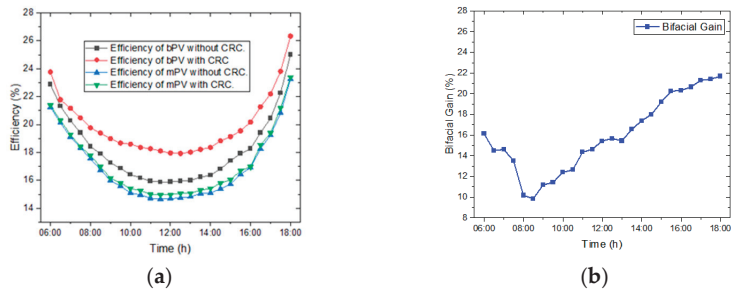 (a)
28
26
24
22
20
18
16
14
Efficiency (%)
Efficiency of bPV without CRC.
Efficiency of bPV with CRC
Efficiency of mPV without CRC.
Efficiency of mPV with CRC.
06:00 08:00 10:00 12:00 14:00 16:00 18:00
Time (h)
(a)
28
26
24
22
20
18
16
14
12
10
8
Bifacial Gain (%)
Bifacial Gain
06:00 08:00 10:00 12:00 14:00 16:00 18:00
Time (h)
(b)